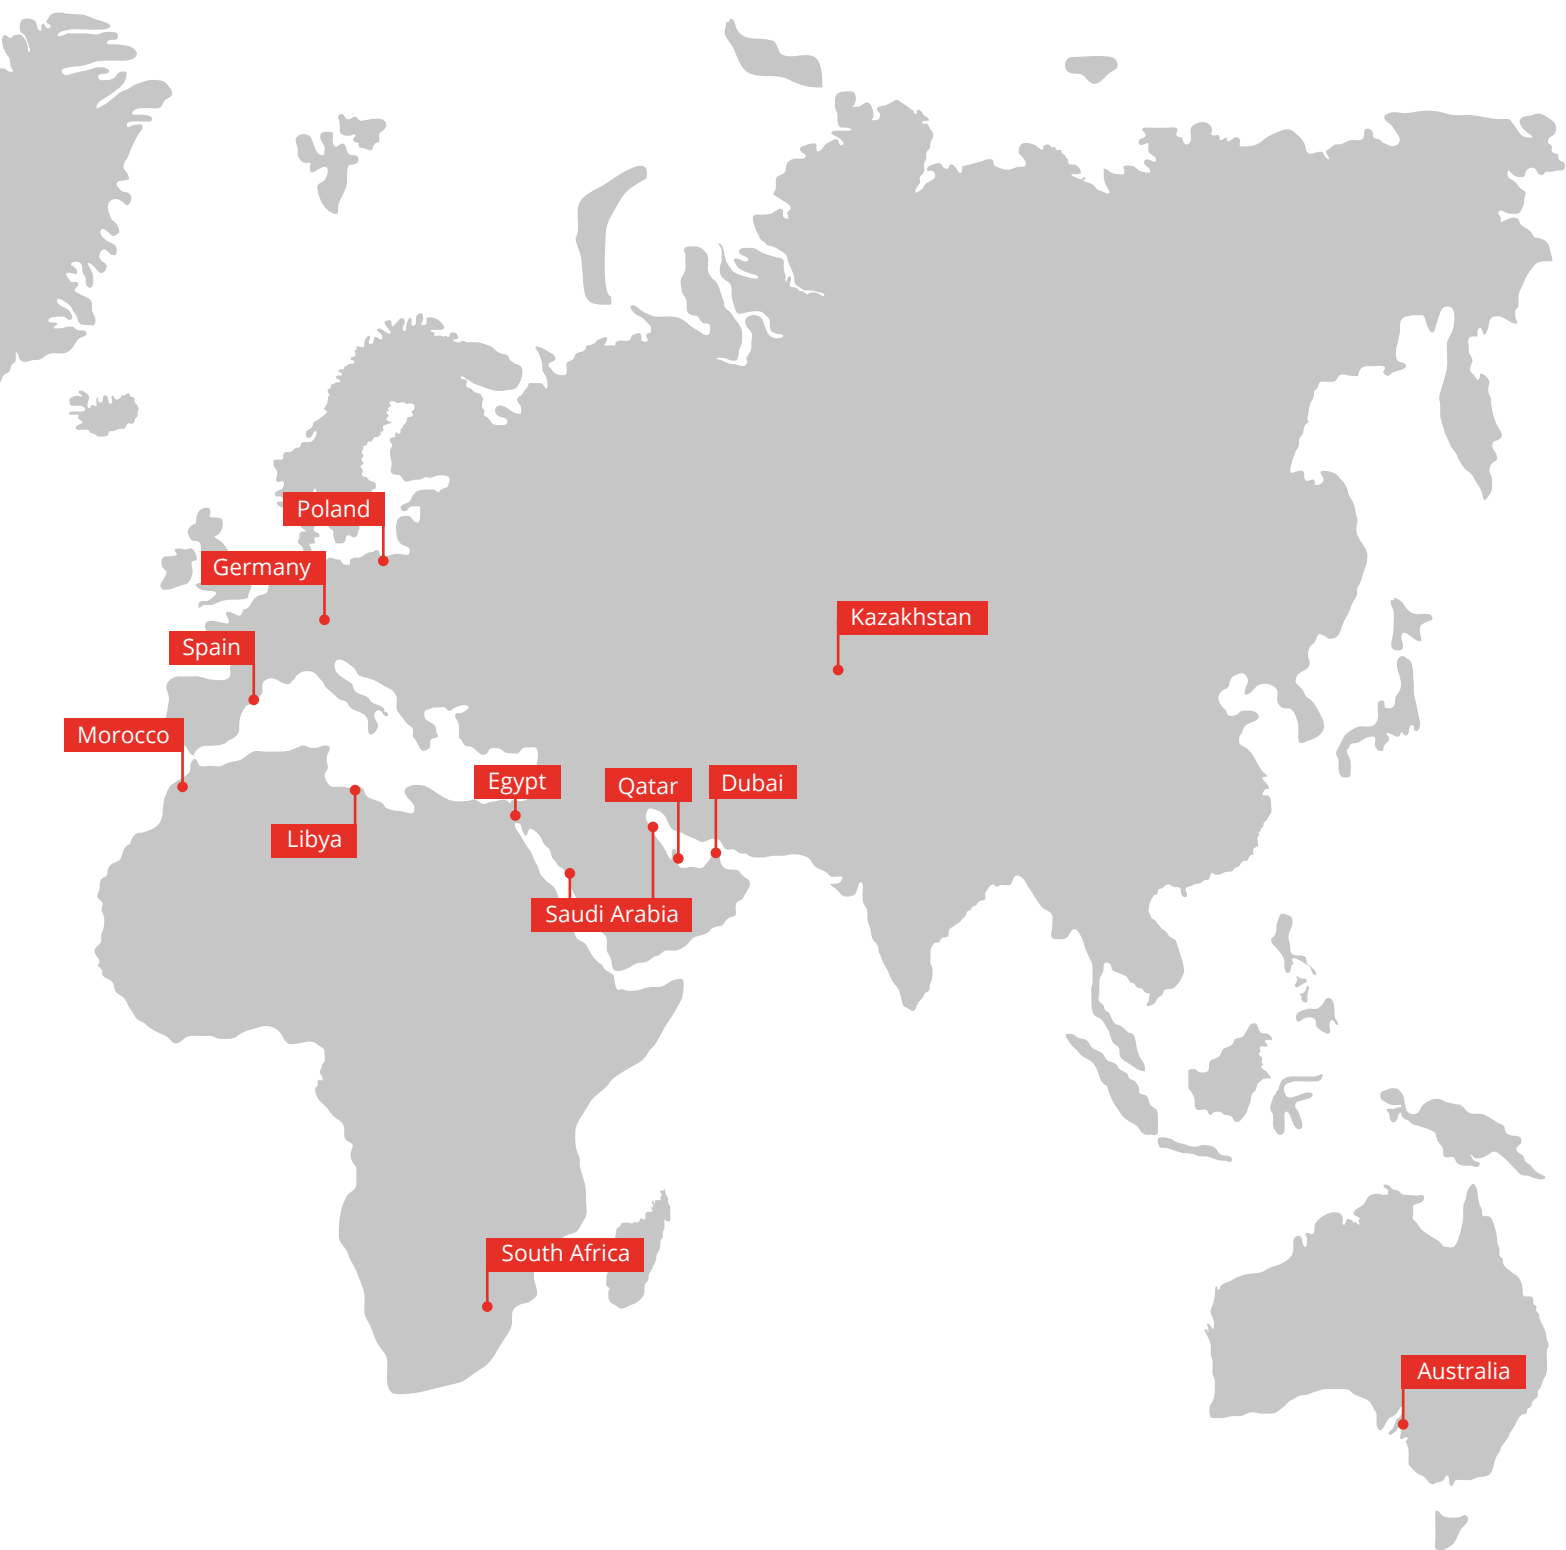 Poland
Germany
Kazakhstan
Spain
Morocco
Egypt
Qatar
Dubai
Libya
Saudi Arabia
South Africa
Australia